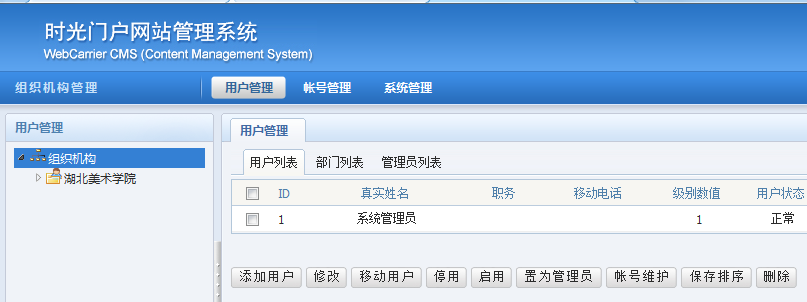 时光门户网站管理系统
WebCarrier CMS (Content Management System)
组织机构管理 用户管理 帐号管理 系统管理
用户管理
组织机构
湖北美术学院
用户管理
用户列表 部门列表 管理员列表
ID 真实姓名 职务 移动电话 级别数值 用户状态
1 系统管理员 1 正常
添加用户 修改 移动用户 停用 启用 置为管理员 帐号维护 保存排序 删除